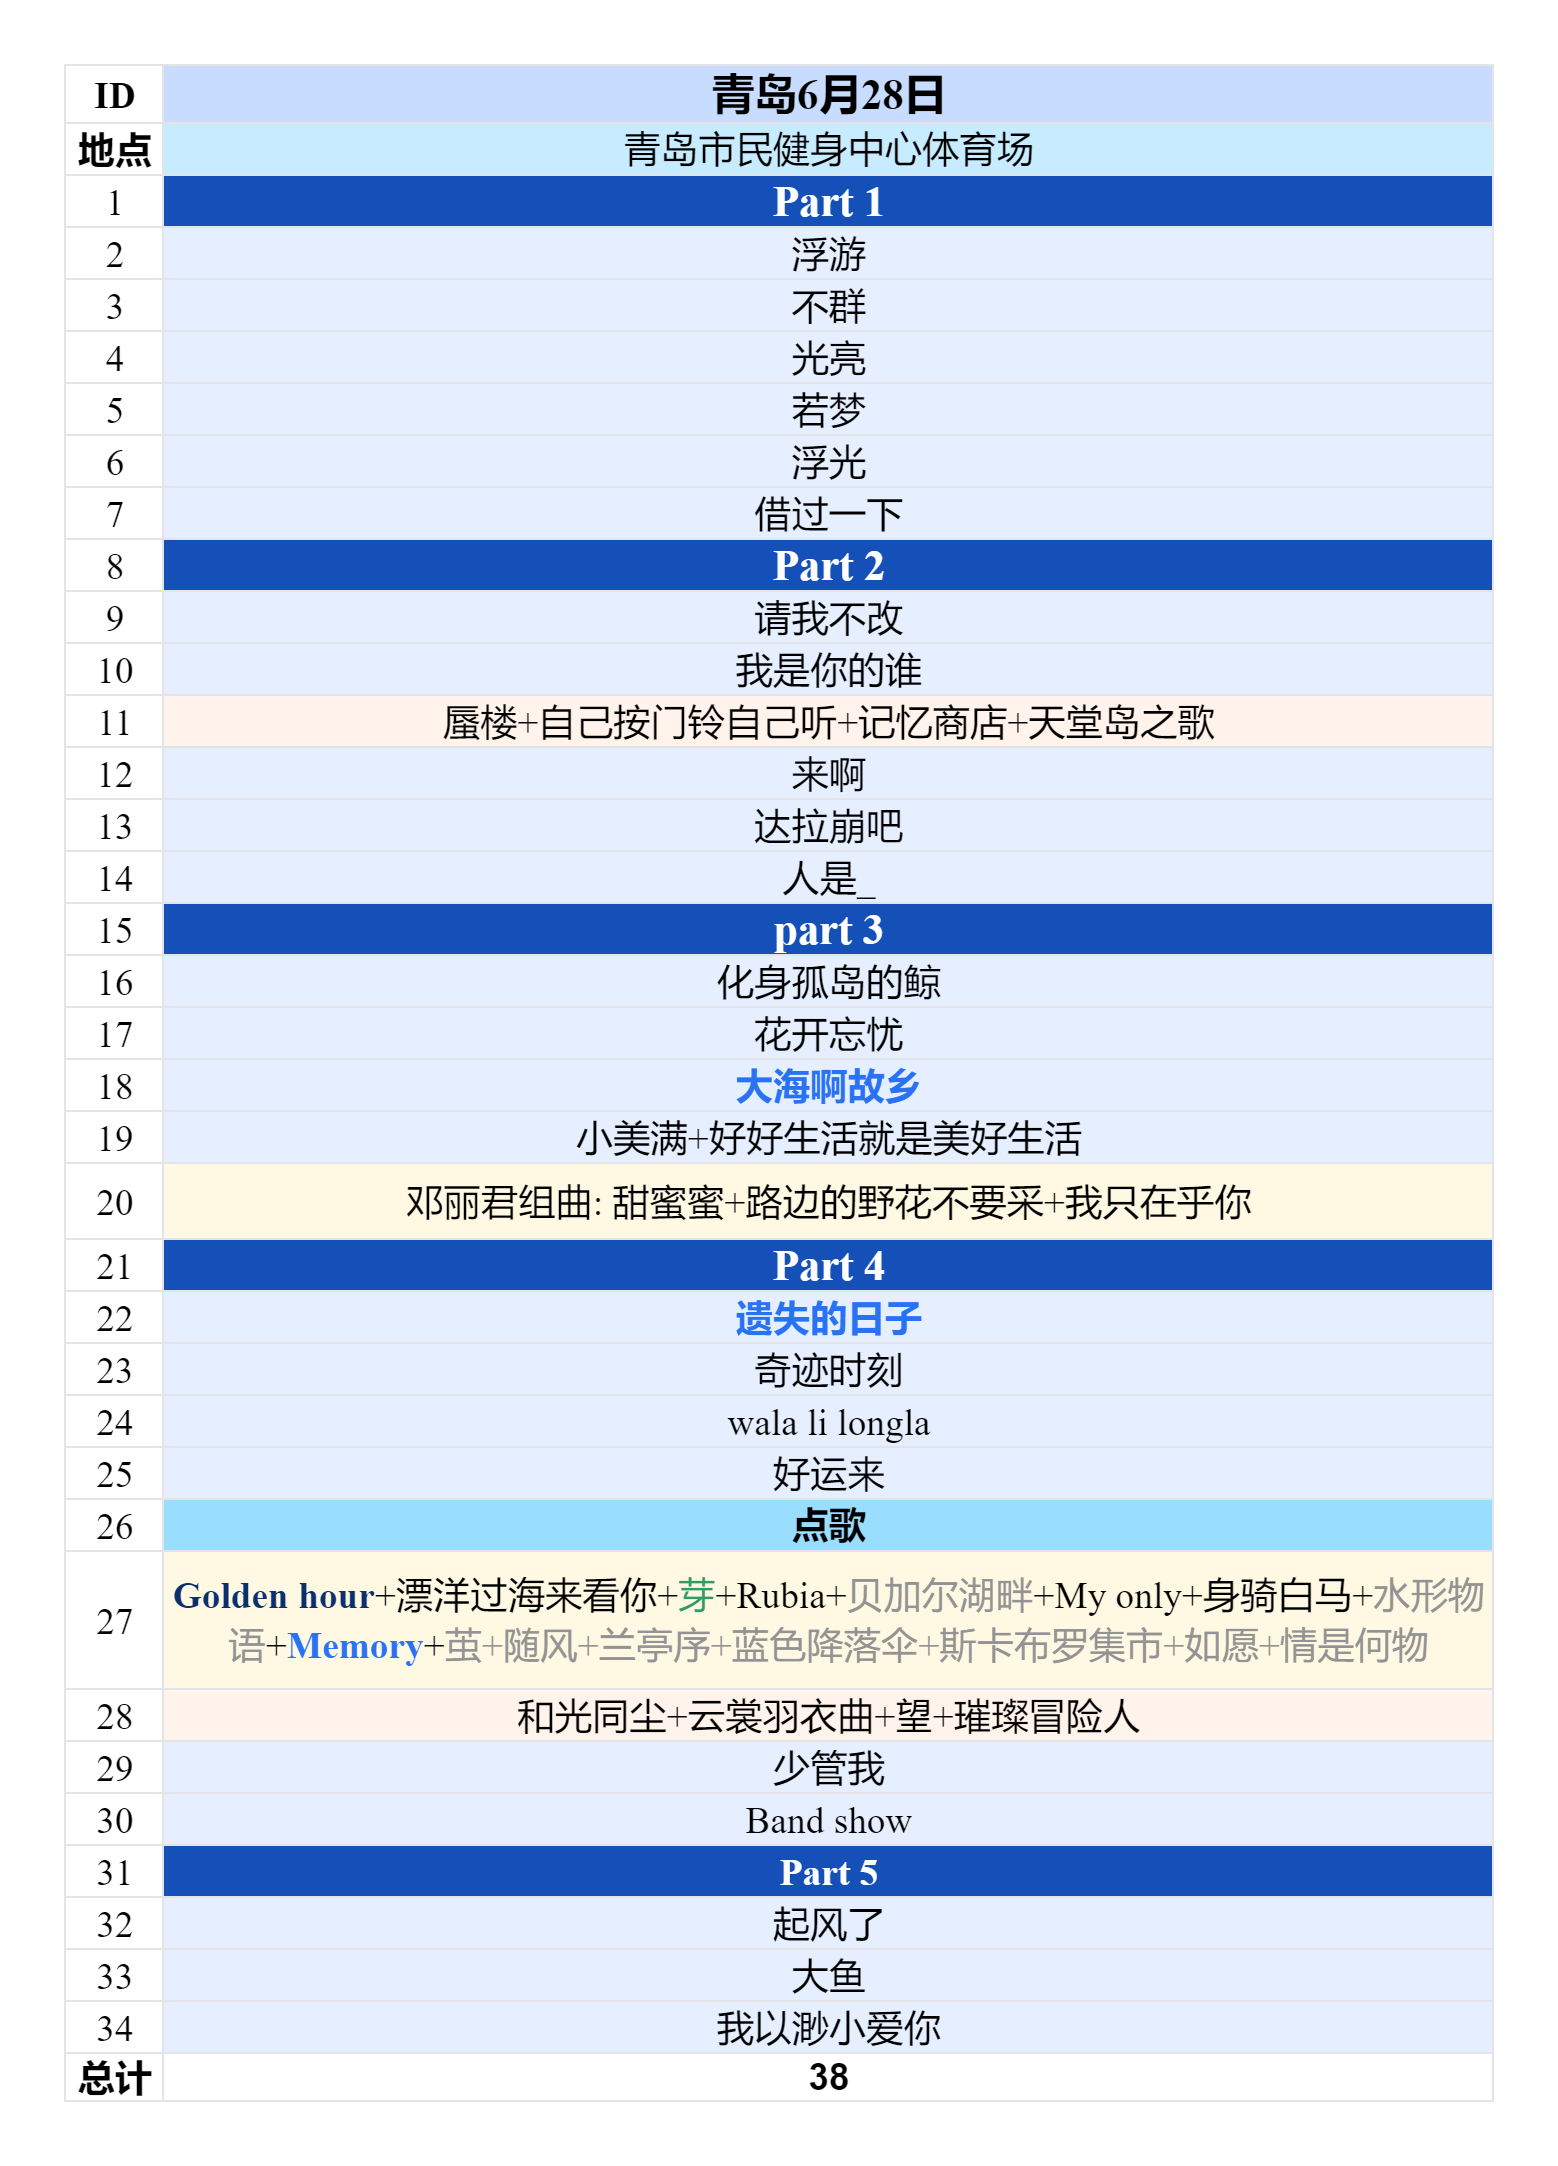 ID 青岛6月28日
地点 青岛市民健身中心体育场
1 Part 1
2 浮游
3 不群
4 光亮
5 若梦
6 浮光
7 借过一下
8 Part 2
9 请我不改
10 我是你的谁
11 蜃楼+自己按门铃自己听+记忆商店+天堂岛之歌
12 来啊
13 达拉崩吧
14 人是_
15 part 3
16 化身孤岛的鲸
17 花开忘忧
18 大海啊故乡
19 小美满+好好生活就是美好生活
20 邓丽君组曲: 甜蜜蜜+路边的野花不要采+我只在乎你
21 Part 4
22 遗失的日子
23 奇迹时刻
24 wala li longla
25 好运来
26 点歌
27 Golden hour+漂洋过海来看你+芽+Rubia+贝加尔湖畔+My only+身骑白马+水形物
语+Memory+茧+随风+兰亭序+蓝色降落伞+斯卡布罗集市+如愿+情是何物
28 和光同尘+云裳羽衣曲+望+璀璨冒险人
29 少管我
30 Band show
31 Part 5
32 起风了
33 大鱼
34 我以渺小爱你
总计 38